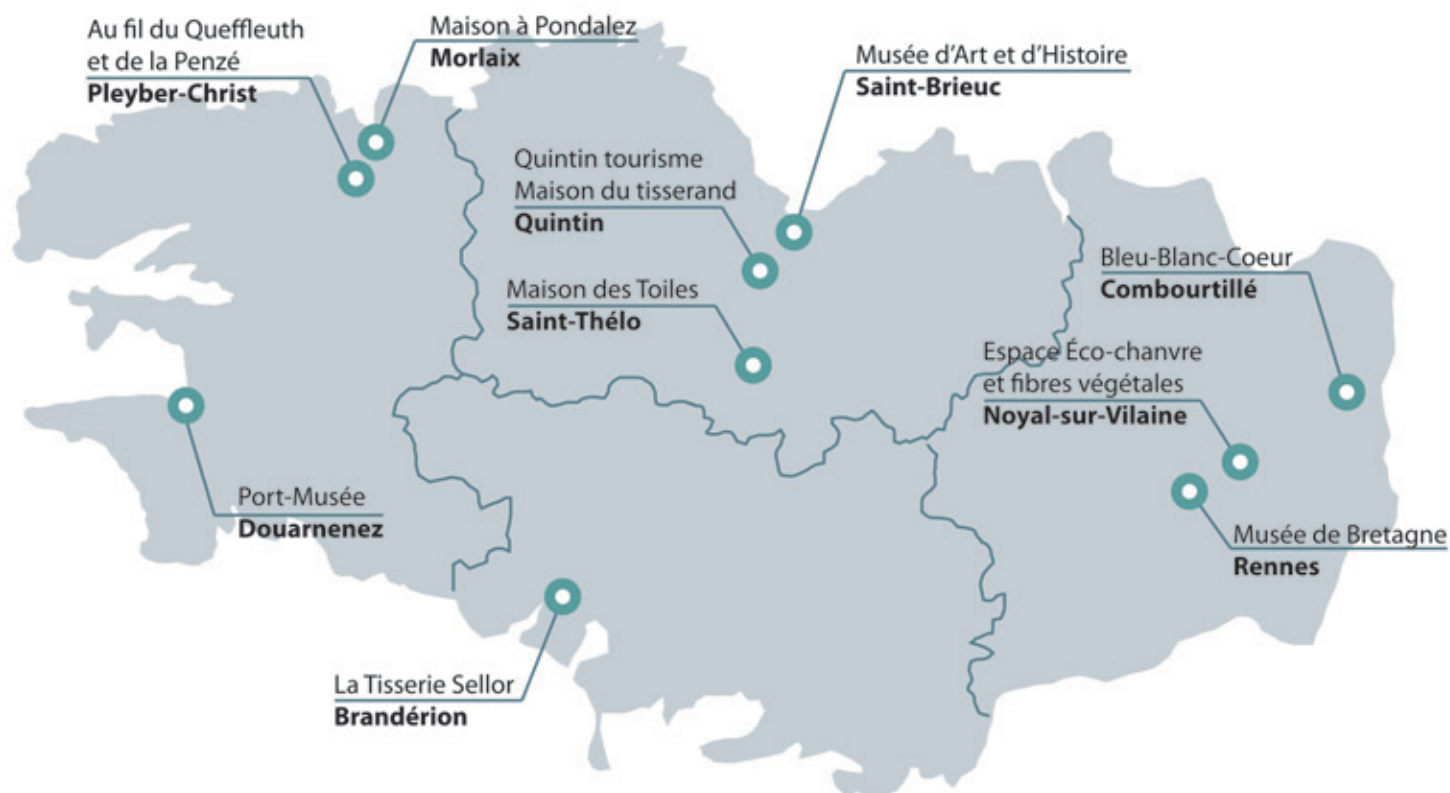 Au fil du Queffleuth
et de la Penzé
Pleyber-Christ
Maison à Pondalez
Morlaix
Musée d'Art et d'Histoire
Saint-Brieuc
Quintin tourisme
Maison du tisserand
Quintin
Maison des Toiles
Saint-Thélo
Bleu-Blanc-Coeur
Combourtillé
Espace Éco-chanvre
et fibres végétales
Noyal-sur-Vilaine
Port-Musée
Douarnenez
Musée de Bretagne
Rennes
La Tisserie Sellor
Brandérion